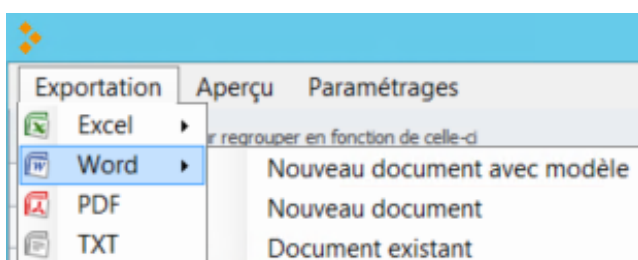 Exportation Aperçu Paramétrages
Excel
r regrouper en fonction de celle-ci
Word
Nouveau document avec modèle
PDF
Nouveau document
TXT
Document existant